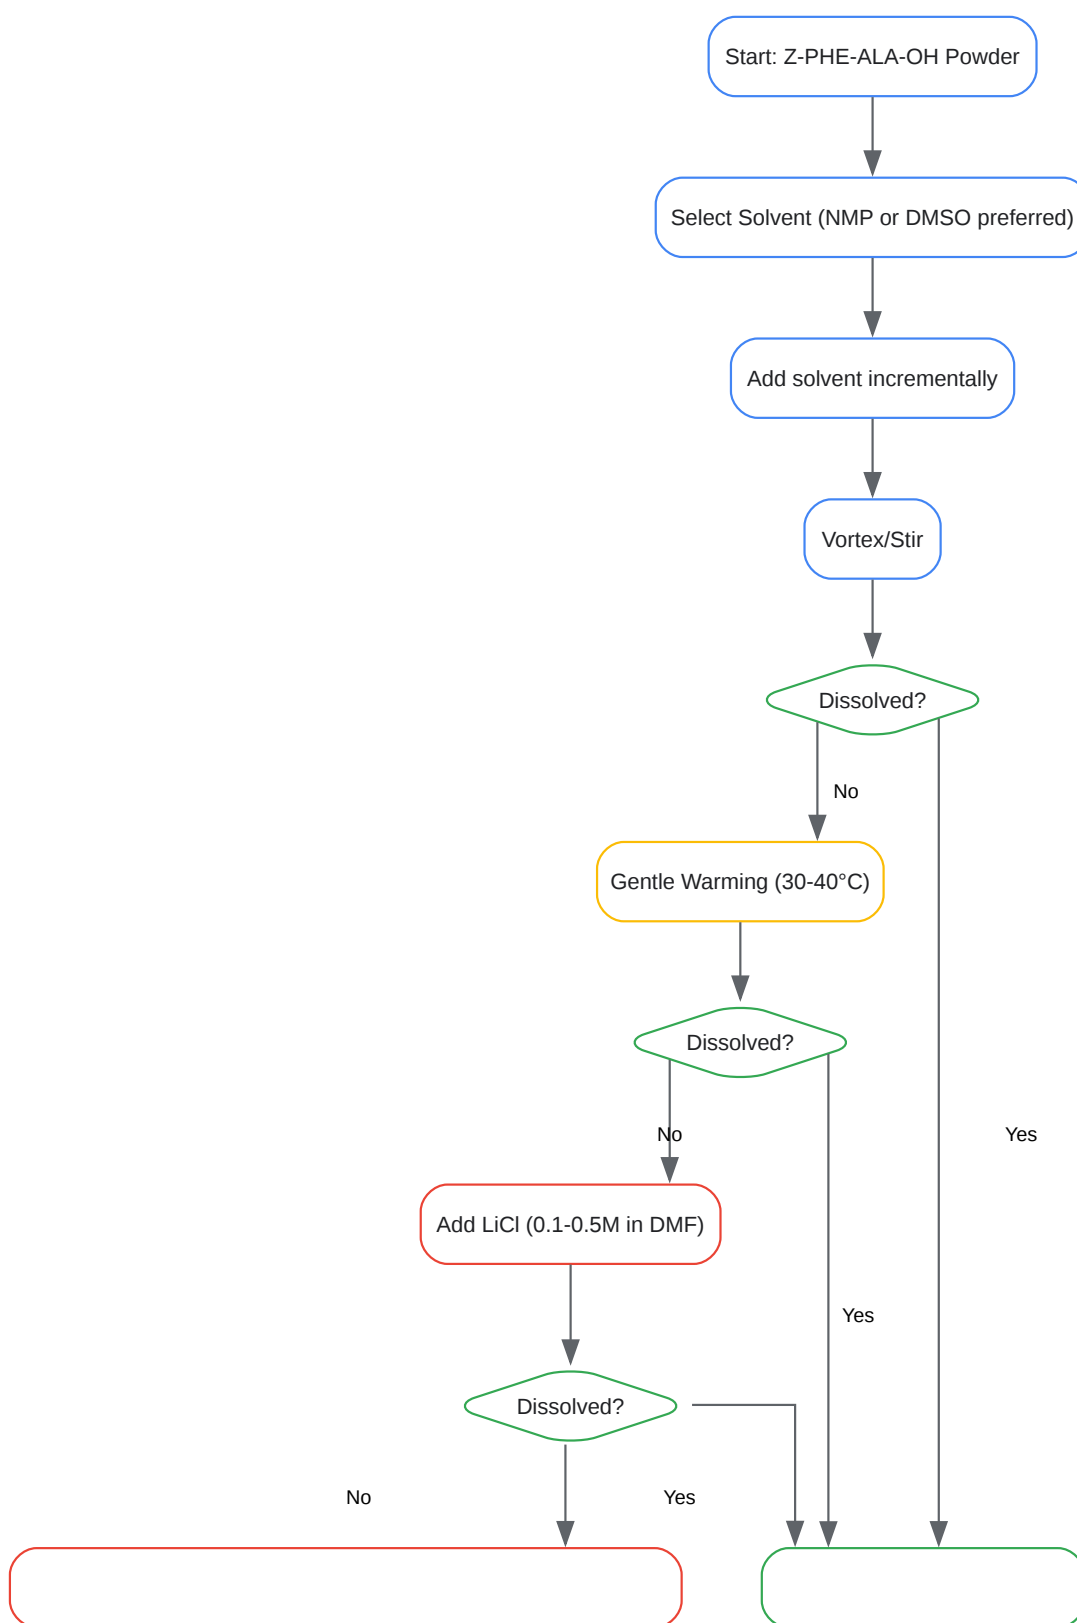 Start: Z-PHE-ALA-OH Powder
Select Solvent (NMP or DMSO preferred)
Add solvent incrementally
Vortex/Stir
Dissolved?
No
Gentle Warming (30-40°C)
Dissolved?
No
Yes
Add LiCl (0.1-0.5M in DMF)
Yes
Dissolved?
No
Yes